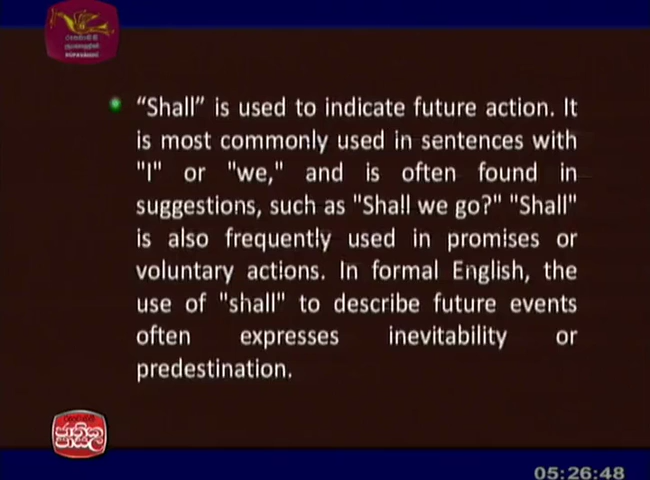 "Shall" is used to indicate future action. It
is most commonly used in sentences with
"I" or "we," and is often found in
suggestions, such as "Shall we go?" "Shall"
is also frequently used in promises or
voluntary actions. In formal English, the
use of "shall" to describe future events
often expresses inevitability or
predestination.
ජාතික
පාසල
05:26:48